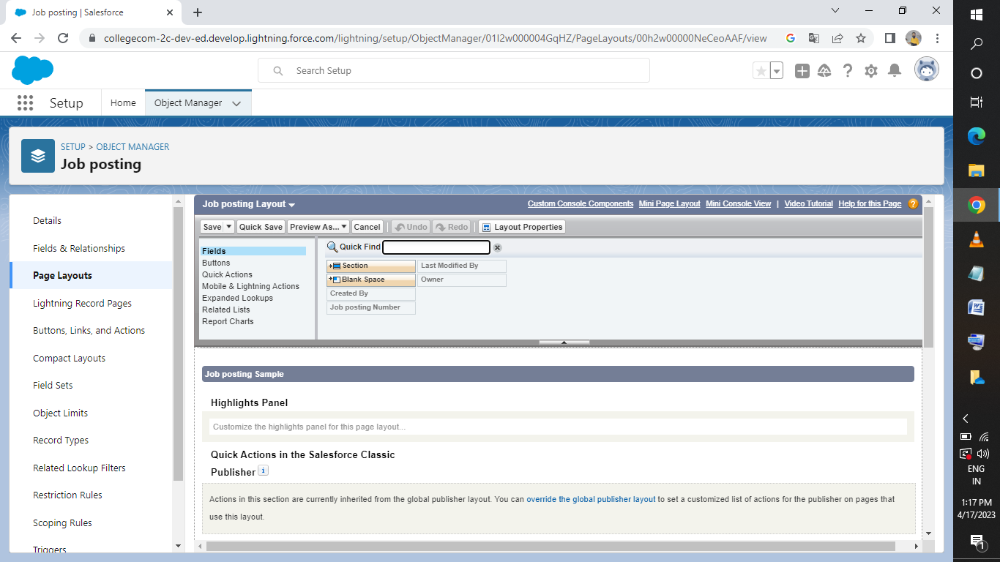 Job posting | Salesforce
collegecom-2c-dev-ed.develop.lightning.force.com/lightning/setup/ObjectManager/01I2w000004GqHZ/PageLayouts/00h2w00000NeCeoAAF/view
Search Setup
Setup
Home
Object Manager
SETUP > OBJECT MANAGER
Job posting
Details
Fields & Relationships
Page Layouts
Lightning Record Pages
Buttons, Links, and Actions
Compact Layouts
Field Sets
Object Limits
Record Types
Related Lookup Filters
Restriction Rules
Scoping Rules
Triggers
Job posting Layout
Custom Console Components Mini Page Layout Mini Console View | Video Tutorial Help for this Page
Save Quick Save Preview As... Cancel Undo Redo Layout Properties
Fields
Buttons
Quick Actions
Mobile & Lightning Actions
Expanded Lookups
Related Lists
Report Charts
Quick Find
Section Last Modified By
Blank Space Owner
Created By
Job posting Number
Job posting Sample
Highlights Panel
Customize the highlights panel for this page layout...
Quick Actions in the Salesforce Classic
Publisher
Actions in this section are currently inherited from the global publisher layout. You can override the global publisher layout to set a customized list of actions for the publisher on pages that
use this layout.
ENG
IN
1:17 PM
4/17/2023
1